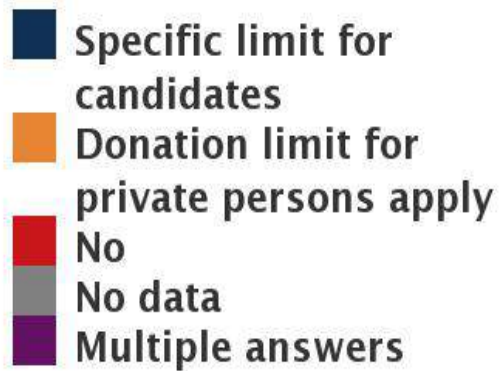 Specific limit for
candidates
Donation limit for
private persons apply
No
No data
Multiple answers